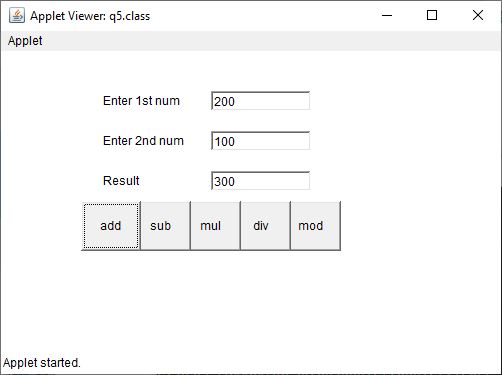 Applet Viewer: q5.class
Applet
Enter 1st num 200
Enter 2nd num 100
Result 300
add sub mul div mod
Applet started.